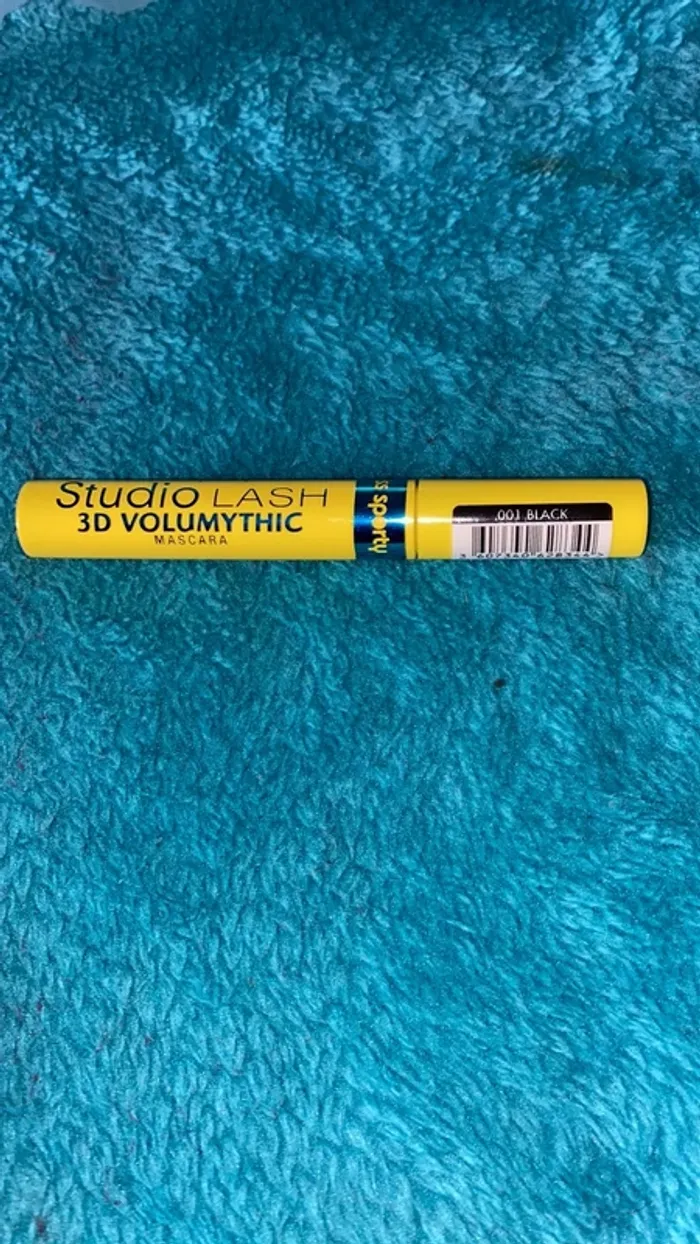 Studio LASH
3D VOLUMYTHIC
MASCARA
sporty
.001 BLACK